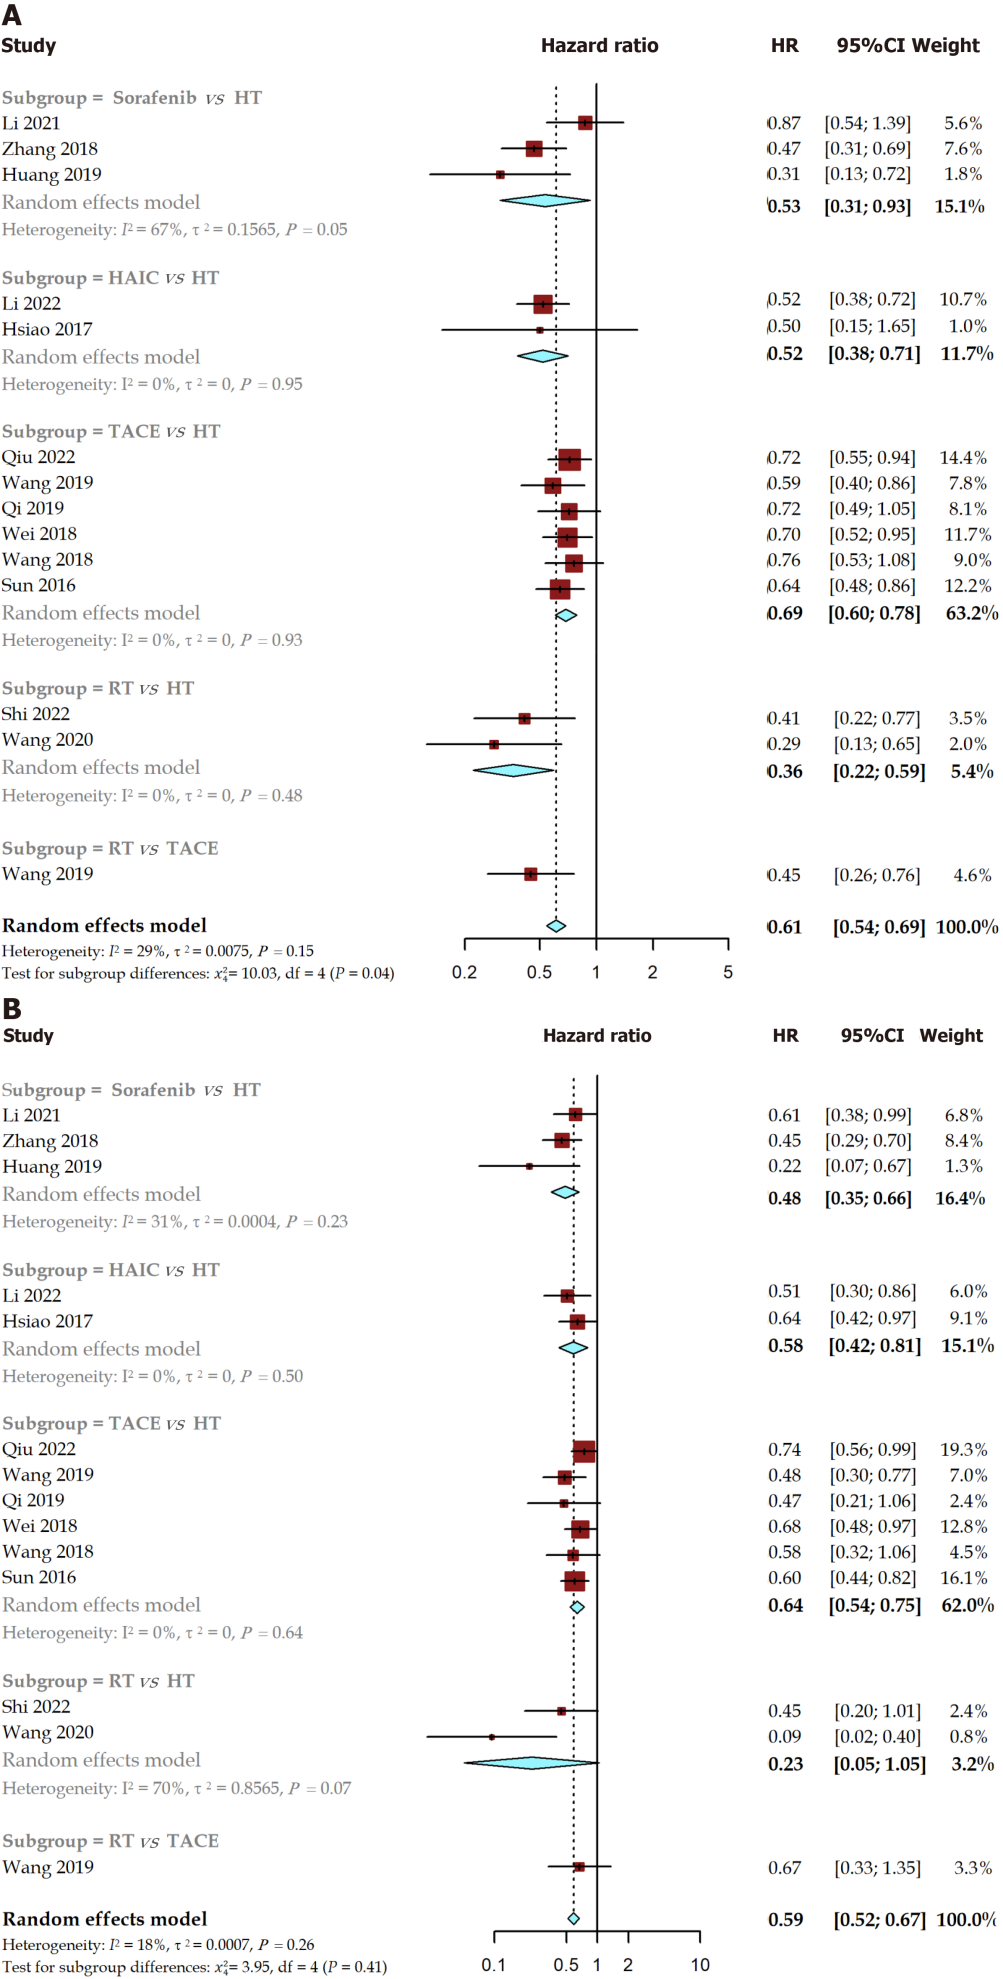 A
Study Hazard ratio HR 95%CI Weight
Subgroup = Sorafenib vs HT
Li 2021 0.87 [0.54; 1.39] 5.6%
Zhang 2018 0.47 [0.31; 0.69] 7.6%
Huang 2019 0.31 [0.13; 0.72] 1.8%
Random effects model 0.53 [0.31; 0.93] 15.1%
Heterogeneity: I² = 67%, τ² = 0.1565, P = 0.05
Subgroup = HAIC vs HT
Li 2022 0.52 [0.38; 0.72] 10.7%
Hsiao 2017 0.50 [0.15; 1.65] 1.0%
Random effects model 0.52 [0.38; 0.71] 11.7%
Heterogeneity: I² = 0%, τ² = 0, P = 0.95
Subgroup = TACE vs HT
Qiu 2022 0.72 [0.55; 0.94] 14.4%
Wang 2019 0.59 [0.40; 0.86] 7.8%
Qi 2019 0.72 [0.49; 1.05] 8.1%
Wei 2018 0.70 [0.52; 0.95] 11.7%
Wang 2018 0.76 [0.53; 1.08] 9.0%
Sun 2016 0.64 [0.48; 0.86] 12.2%
Random effects model 0.69 [0.60; 0.78] 63.2%
Heterogeneity: I² = 0%, τ² = 0, P = 0.93
Subgroup = RT vs HT
Shi 2022 0.41 [0.22; 0.77] 3.5%
Wang 2020 0.29 [0.13; 0.65] 2.0%
Random effects model 0.36 [0.22; 0.59] 5.4%
Heterogeneity: I² = 0%, τ² = 0, P = 0.48
Subgroup = RT vs TACE
Wang 2019 0.45 [0.26; 0.76] 4.6%
Random effects model 0.61 [0.54; 0.69] 100.0%
Heterogeneity: I² = 29%, τ² = 0.0075, P = 0.15
Test for subgroup differences: x²₄= 10.03, df = 4 (P = 0.04)
0.2 0.5 1 2 5
B
Study Hazard ratio HR 95%CI Weight
Subgroup = Sorafenib vs HT
Li 2021 0.61 [0.38; 0.99] 6.8%
Zhang 2018 0.45 [0.29; 0.70] 8.4%
Huang 2019 0.22 [0.07; 0.67] 1.3%
Random effects model 0.48 [0.35; 0.66] 16.4%
Heterogeneity: I² = 31%, τ² = 0.0004, P = 0.23
Subgroup = HAIC vs HT
Li 2022 0.51 [0.30; 0.86] 6.0%
Hsiao 2017 0.64 [0.42; 0.97] 9.1%
Random effects model 0.58 [0.42; 0.81] 15.1%
Heterogeneity: I² = 0%, τ² = 0, P = 0.50
Subgroup = TACE vs HT
Qiu 2022 0.74 [0.56; 0.99] 19.3%
Wang 2019 0.48 [0.30; 0.77] 7.0%
Qi 2019 0.47 [0.21; 1.06] 2.4%
Wei 2018 0.68 [0.48; 0.97] 12.8%
Wang 2018 0.58 [0.32; 1.06] 4.5%
Sun 2016 0.60 [0.44; 0.82] 16.1%
Random effects model 0.64 [0.54; 0.75] 62.0%
Heterogeneity: I² = 0%, τ² = 0, P = 0.64
Subgroup = RT vs HT
Shi 2022 0.45 [0.20; 1.01] 2.4%
Wang 2020 0.09 [0.02; 0.40] 0.8%
Random effects model 0.23 [0.05; 1.05] 3.2%
Heterogeneity: I² = 70%, τ² = 0.8565, P = 0.07
Subgroup = RT vs TACE
Wang 2019 0.67 [0.33; 1.35] 3.3%
Random effects model 0.59 [0.52; 0.67] 100.0%
Heterogeneity: I² = 18%, τ² = 0.0007, P = 0.26
Test for subgroup differences: x²₄= 3.95, df = 4 (P = 0.41)
0.1 0.5 1 2 10